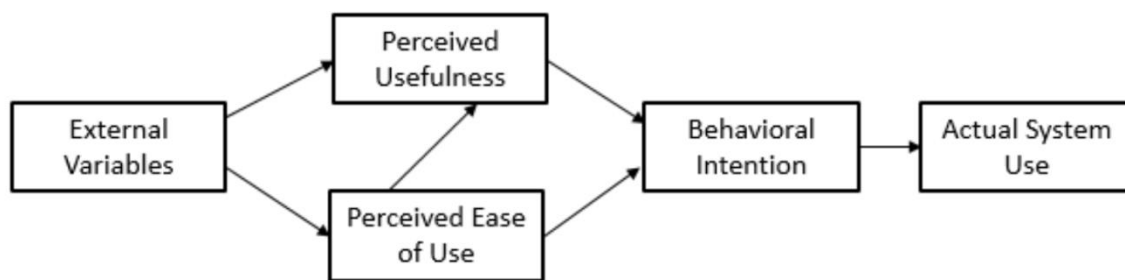 Perceived
Usefulness
External
Variables
Behavioral
Intention
Actual System
Use
Perceived Ease
of Use